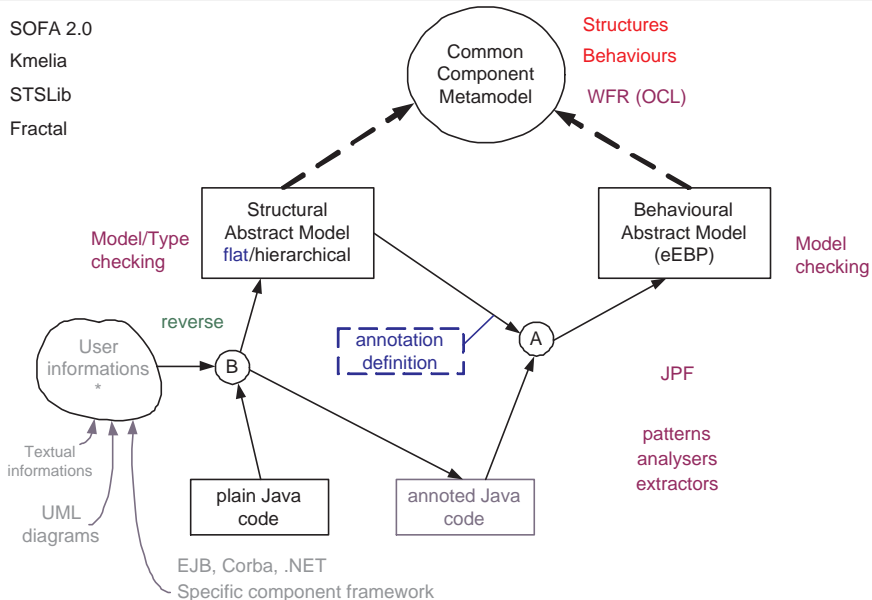 SOFA 2.0
Kmelia
STSLib
Fractal
Common
Component
Metamodel
Structures
Behaviours
WFR (OCL)
Structural
Abstract Model
flat/hierarchical
Behavioural
Abstract Model
(eEBP)
Model/Type
checking
Model
checking
reverse
User
informations
*
B
annotation
definition
A
JPF
patterns
analysers
extractors
Textual
informations
UML
diagrams
plain Java
code
annoted Java
code
EJB, Corba, .NET
Specific component framework